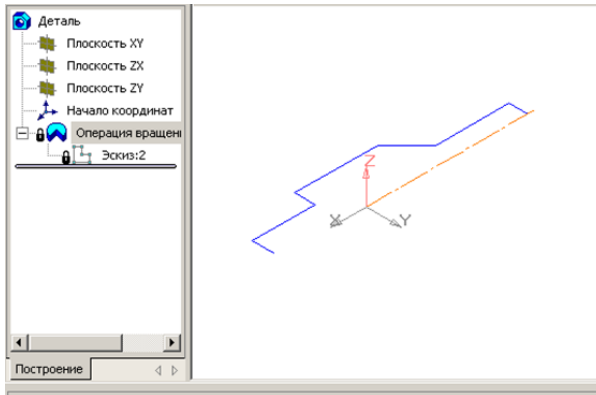 Деталь
Плоскость XY
Плоскость ZX
Плоскость ZY
Начало координат
Операция вращени
Эскиз:2
Построение
Z
X
Y